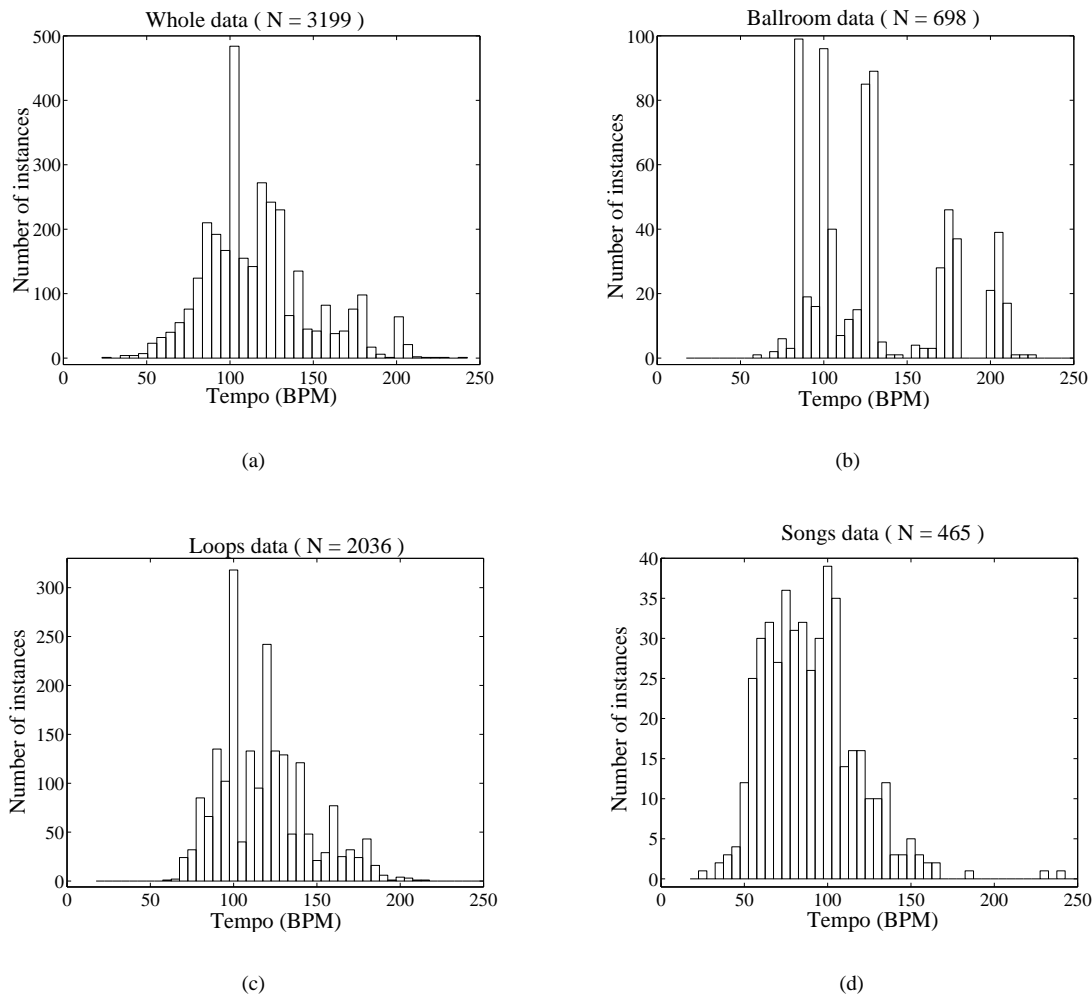 Whole data ( N = 3199 )
500
400
300
200
100
0
Number of instances
0 50 100 150 200 250
Tempo (BPM)
(a)
Ballroom data ( N = 698 )
100
80
60
40
20
0
Number of instances
0 50 100 150 200 250
Tempo (BPM)
(b)
Loops data ( N = 2036 )
300
250
200
150
100
50
0
Number of instances
0 50 100 150 200 250
Tempo (BPM)
(c)
Songs data ( N = 465 )
40
35
30
25
20
15
10
5
0
Number of instances
0 50 100 150 200 250
Tempo (BPM)
(d)